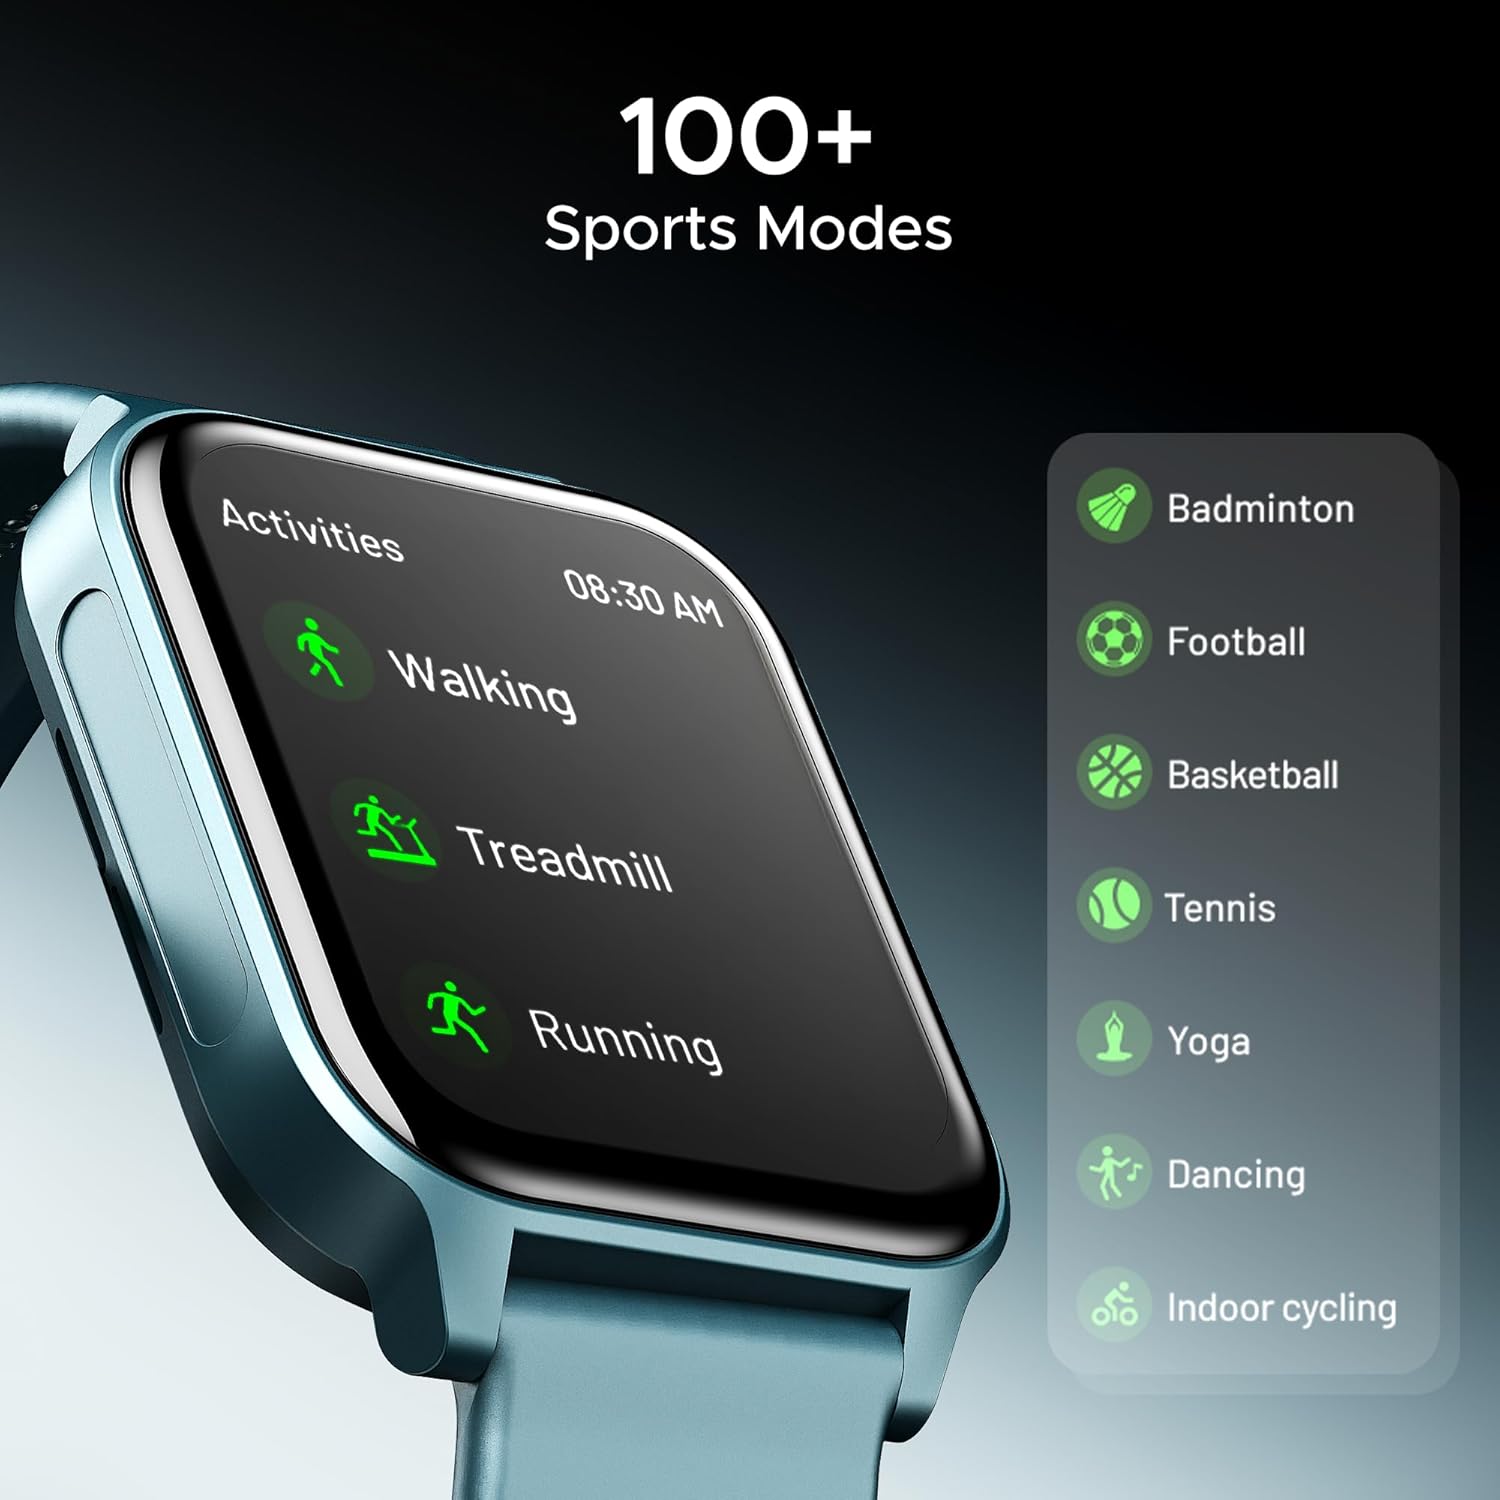 100+
Sports Modes
Activities
08:30 AM
Walking
Treadmill
Running
Badminton
Football
Basketball
Tennis
Yoga
Dancing
Indoor cycling